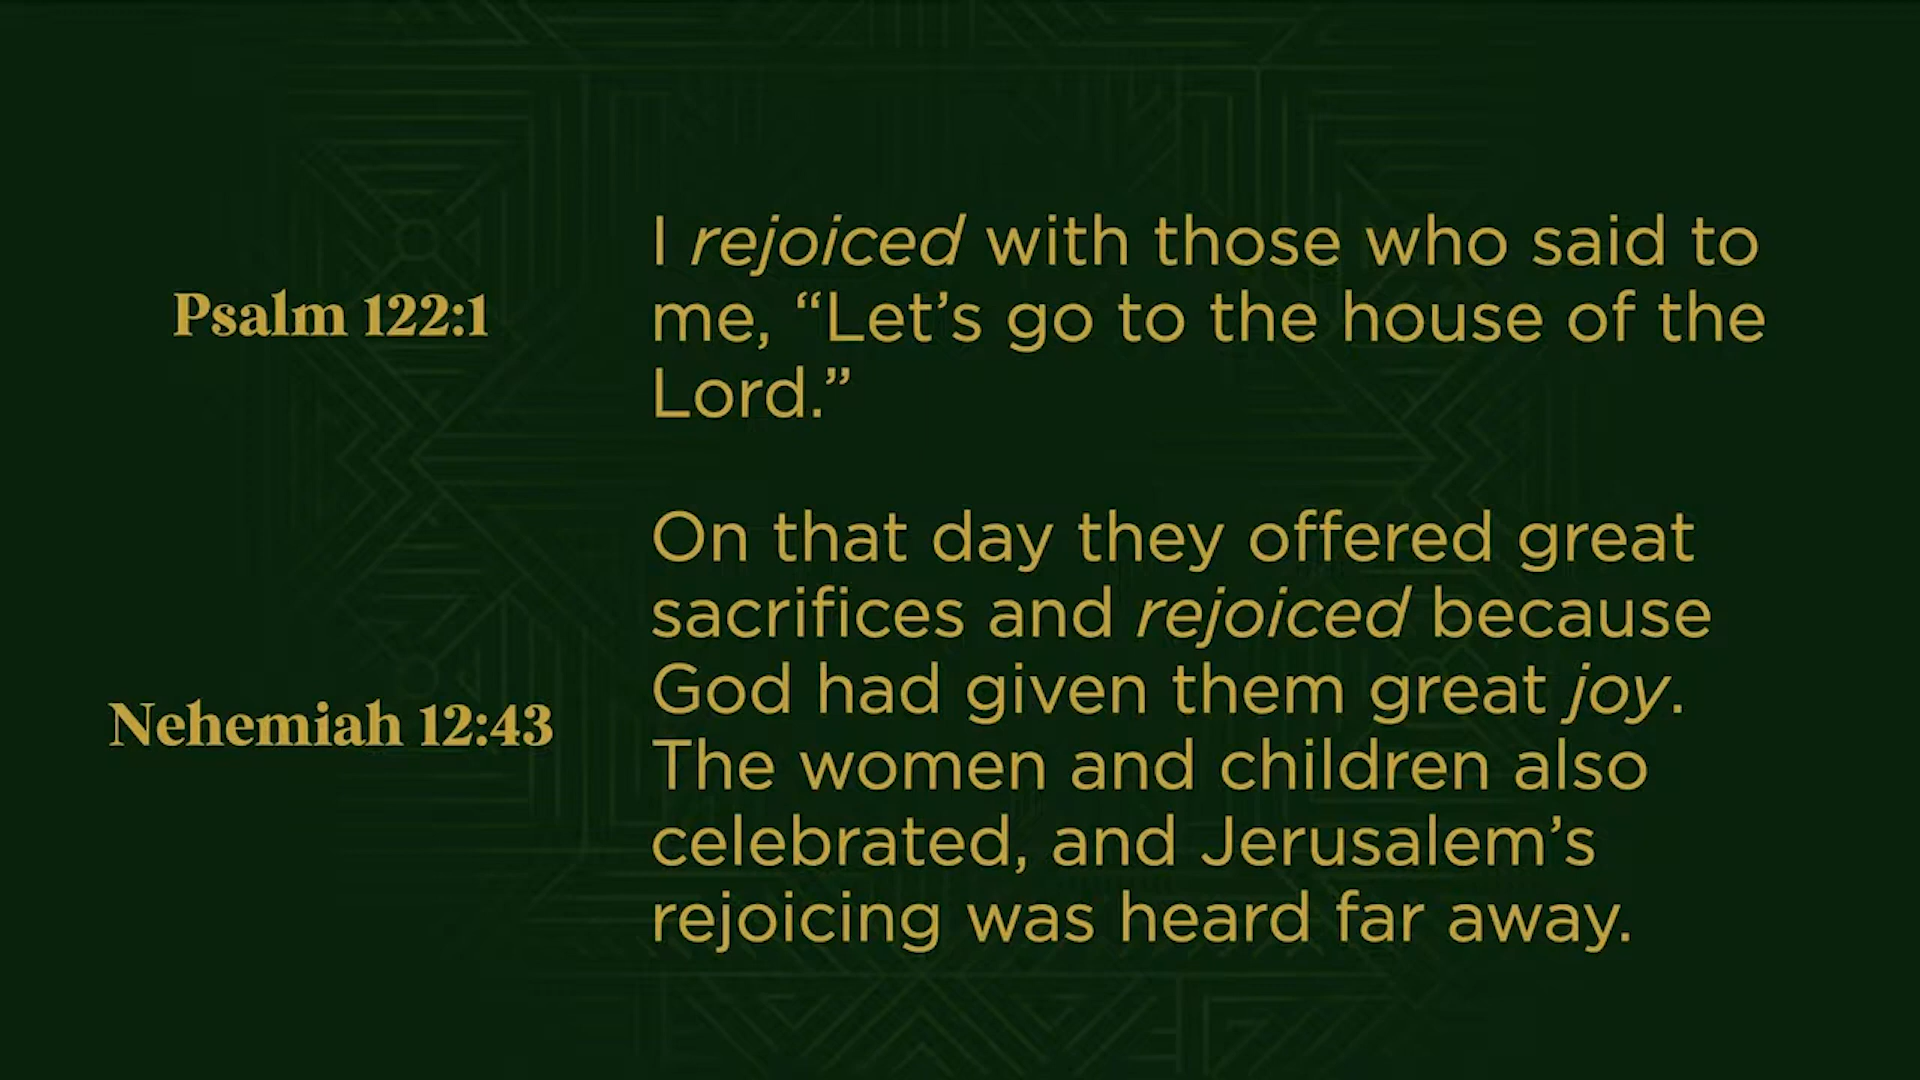 Psalm 122:1
I rejoiced with those who said to
me, “Let’s go to the house of the
Lord.”
Nehemiah 12:43
On that day they offered great
sacrifices and rejoiced because
God had given them great joy.
The women and children also
celebrated, and Jerusalem’s
rejoicing was heard far away.